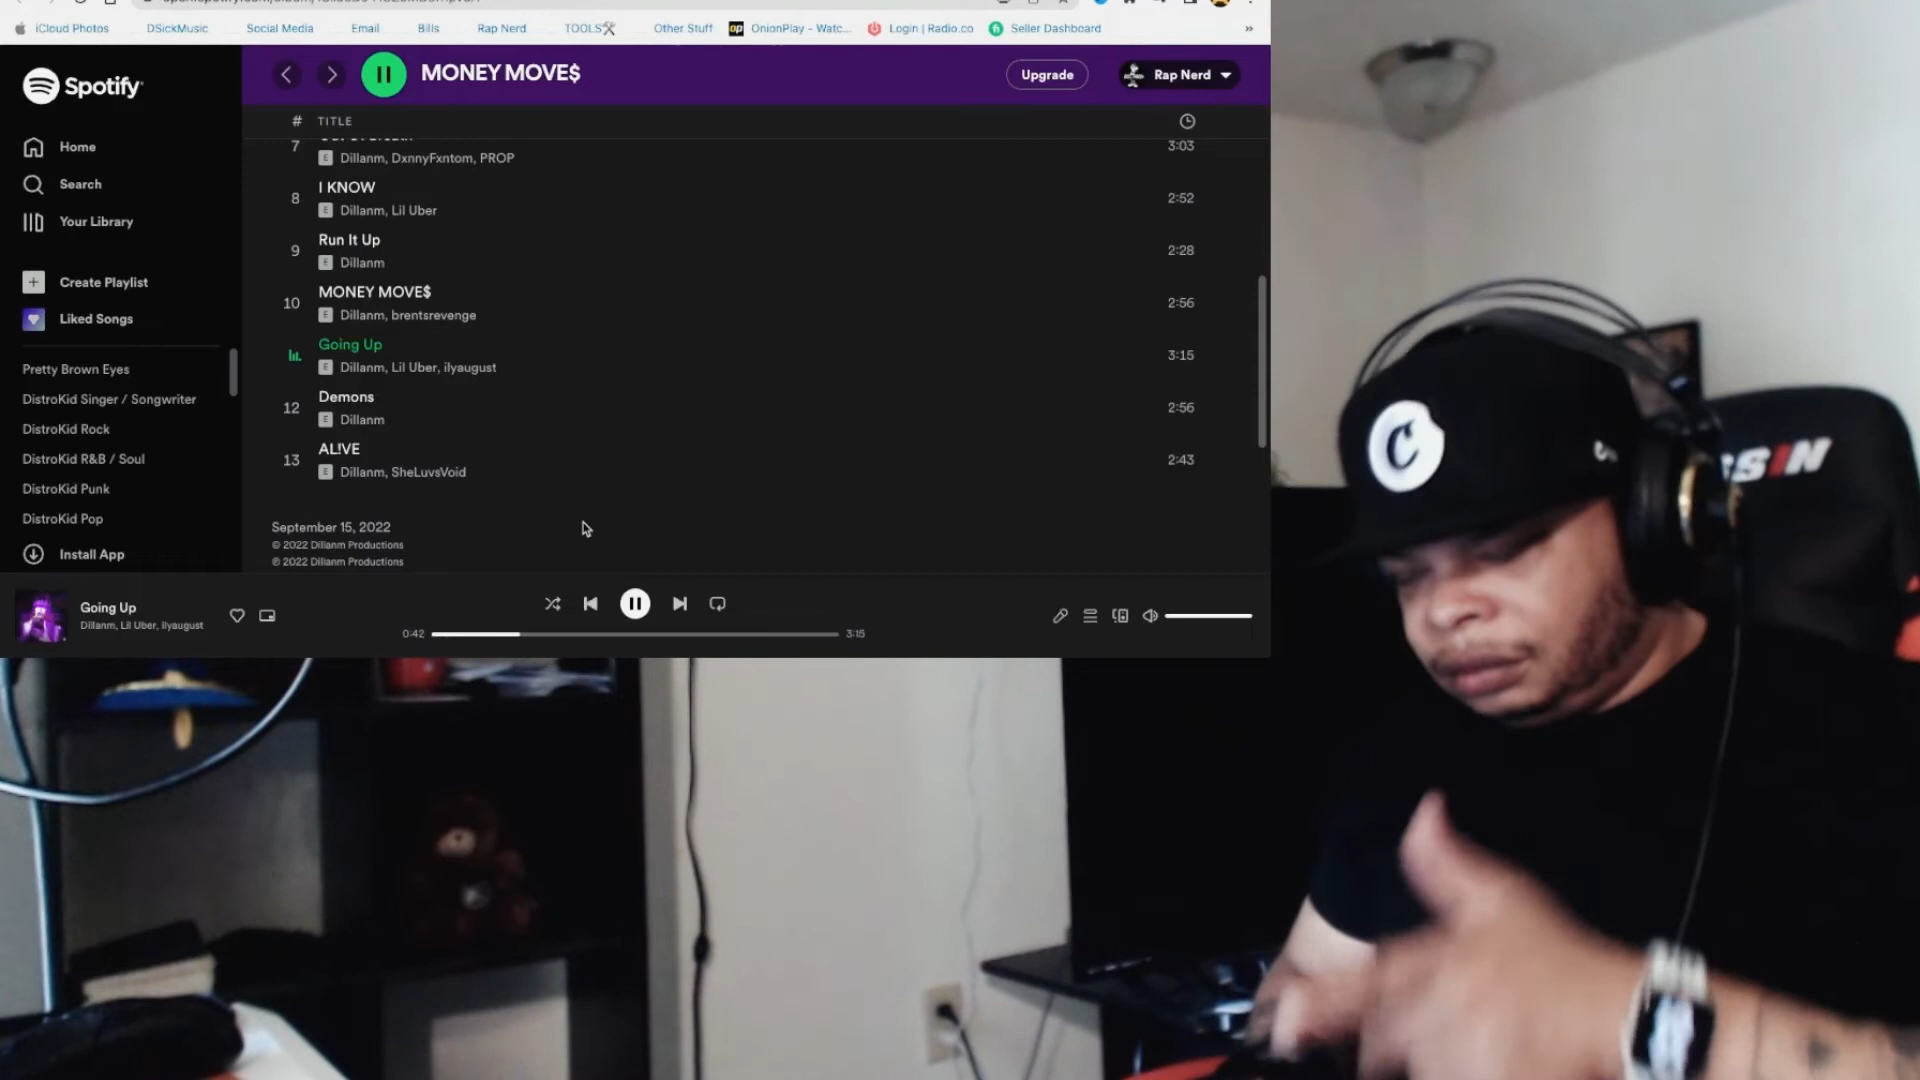 iCloud Photos DSickMusic Social Media Email Bills Rap Nerd TOOLS🛠 Other Stuff OnionPlay - Watc... Login | Radio.co Seller Dashboard »
Spotify
MONEY MOVE$
Upgrade
Rap Nerd
Home
Search
Your Library
Create Playlist
Liked Songs
Pretty Brown Eyes
DistroKid Singer / Songwriter
DistroKid Rock
DistroKid R&B / Soul
DistroKid Punk
DistroKid Pop
Install App
# TITLE
7 3:03
E Dillanm, DxnnyFxntom, PROP
I KNOW
8 2:52
E Dillanm, Lil Uber
Run It Up
9 2:28
E Dillanm
MONEY MOVE$
10 2:56
E Dillanm, brentsrevenge
Going Up
3:15
E Dillanm, Lil Uber, ilyaugust
Demons
12 2:56
E Dillanm
AL!VE
13 2:43
E Dillanm, SheLuvsVoid
September 15, 2022
© 2022 Dillanm Productions
℗ 2022 Dillanm Productions
Going Up
Dillanm, Lil Uber, ilyaugust
0:42 3:15
C